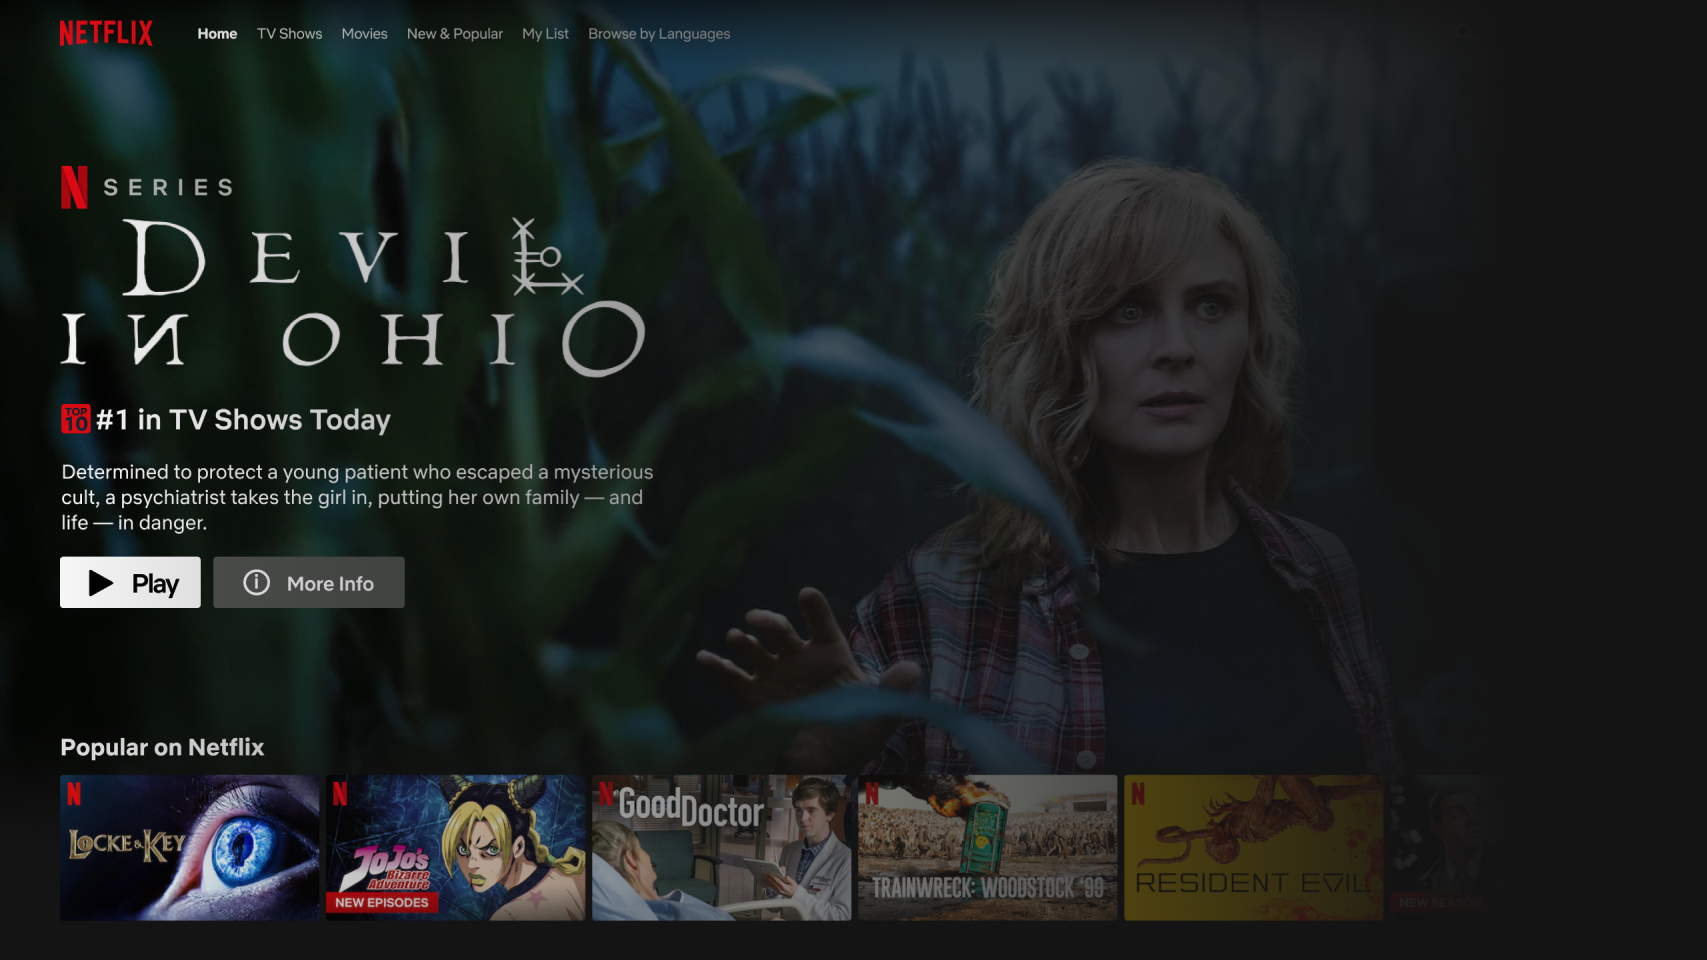 NETFLIX Home TV Shows Movies New & Popular My List Browse by Languages
N SERIES
DEVIL
IN OHIO
TOP 10 #1 in TV Shows Today
Determined to protect a young patient who escaped a mysterious
cult, a psychiatrist takes the girl in, putting her own family — and
life — in danger.
Play More Info
Popular on Netflix
N LOCKE & KEY
N JoJo's Bizarre Adventure
NEW EPISODES
N Good Doctor
N TRAINWRECK: WOODSTOCK '99
N RESIDENT EVIL
NEW SEASON